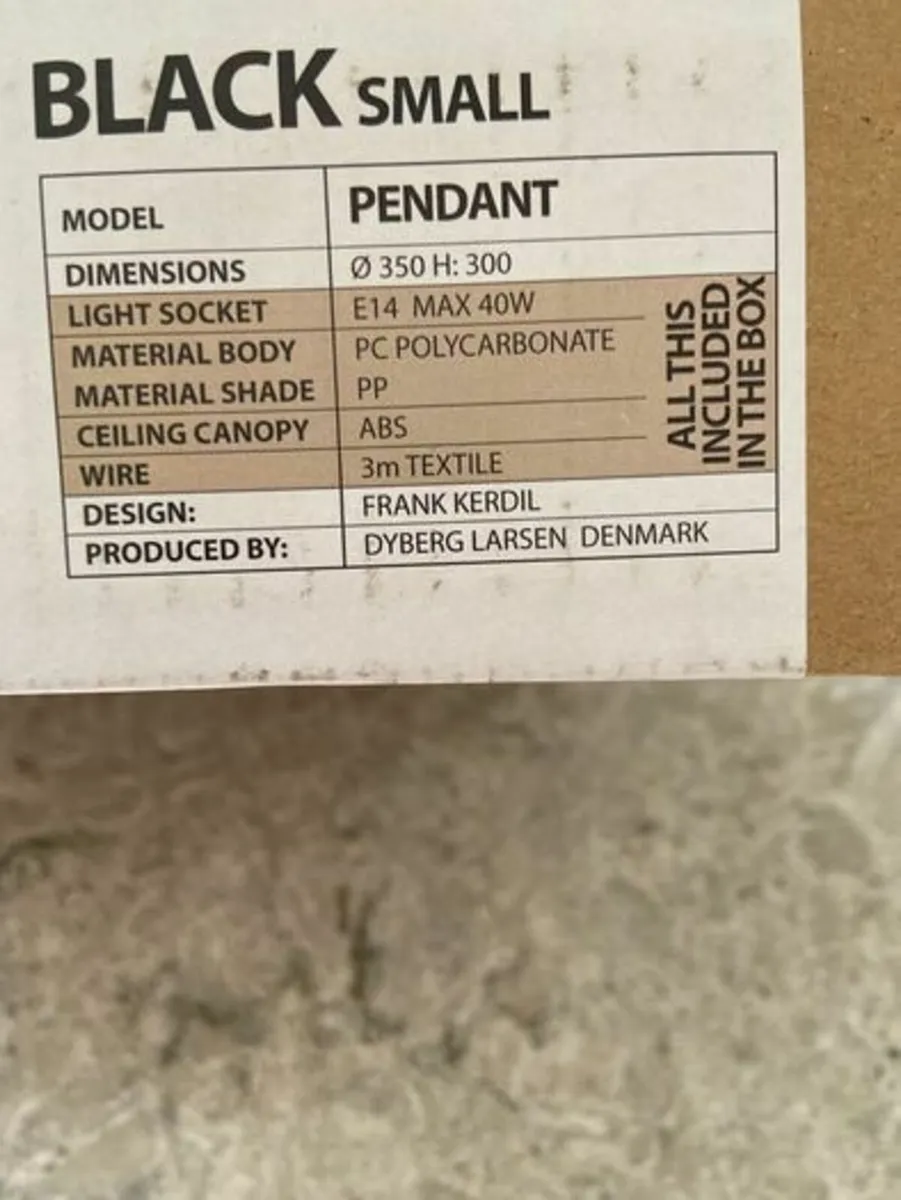 BLACK SMALL
MODEL PENDANT
DIMENSIONS Ø 350 H: 300
LIGHT SOCKET E14 MAX 40W
MATERIAL BODY PC POLYCARBONATE
MATERIAL SHADE PP
CEILING CANOPY ABS
WIRE 3m TEXTILE
ALL THIS
INCLUDED
IN THE BOX
DESIGN: FRANK KERDIL
PRODUCED BY: DYBERG LARSEN DENMARK